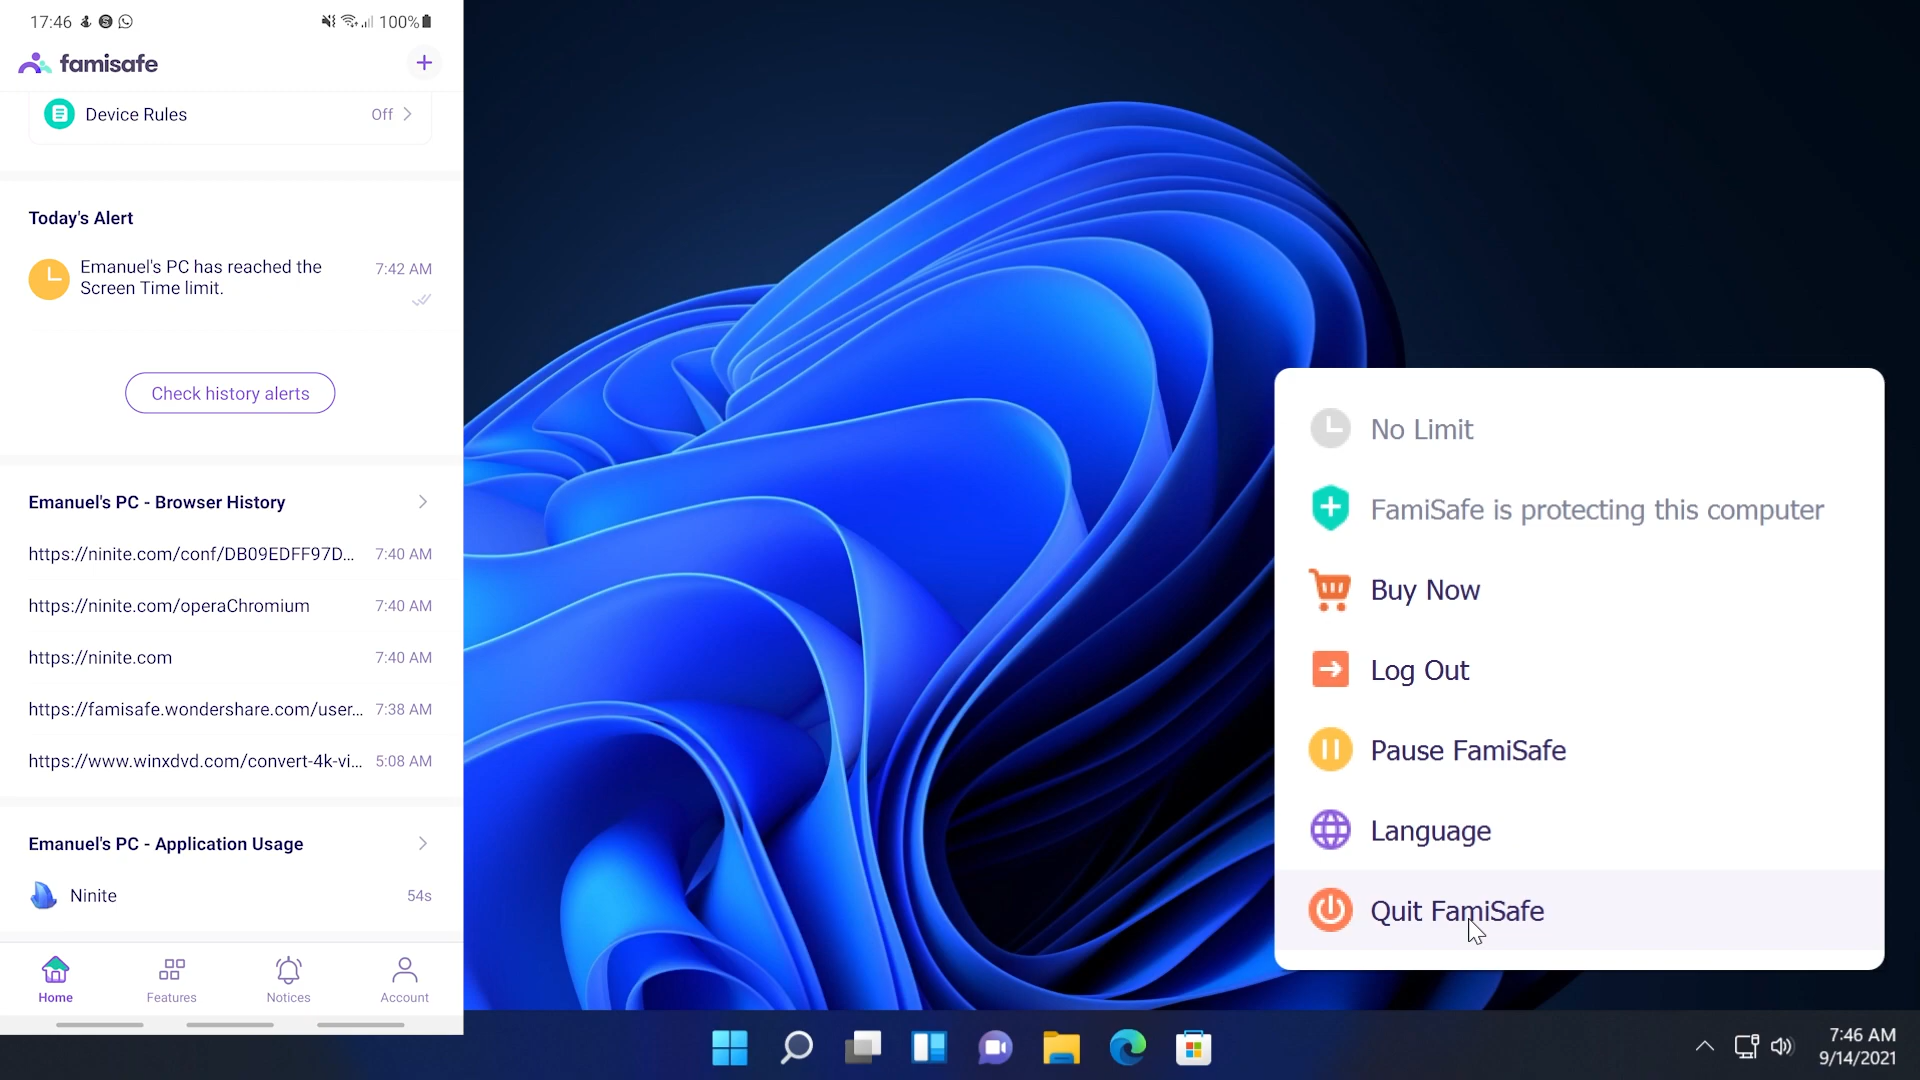 17:46
100%
famisafe
+
Device Rules
Off
Today's Alert
Emanuel's PC has reached the
Screen Time limit.
7:42 AM
Check history alerts
Emanuel's PC - Browser History
https://ninite.com/conf/DB09EDFF97D...
7:40 AM
https://ninite.com/operaChromium
7:40 AM
https://ninite.com
7:40 AM
https://famisafe.wondershare.com/user...
7:38 AM
https://www.winxdvd.com/convert-4k-vi...
5:08 AM
Emanuel's PC - Application Usage
Ninite
54s
Home
Features
Notices
Account
No Limit
FamiSafe is protecting this computer
Buy Now
Log Out
Pause FamiSafe
Language
Quit FamiSafe
7:46 AM
9/14/2021